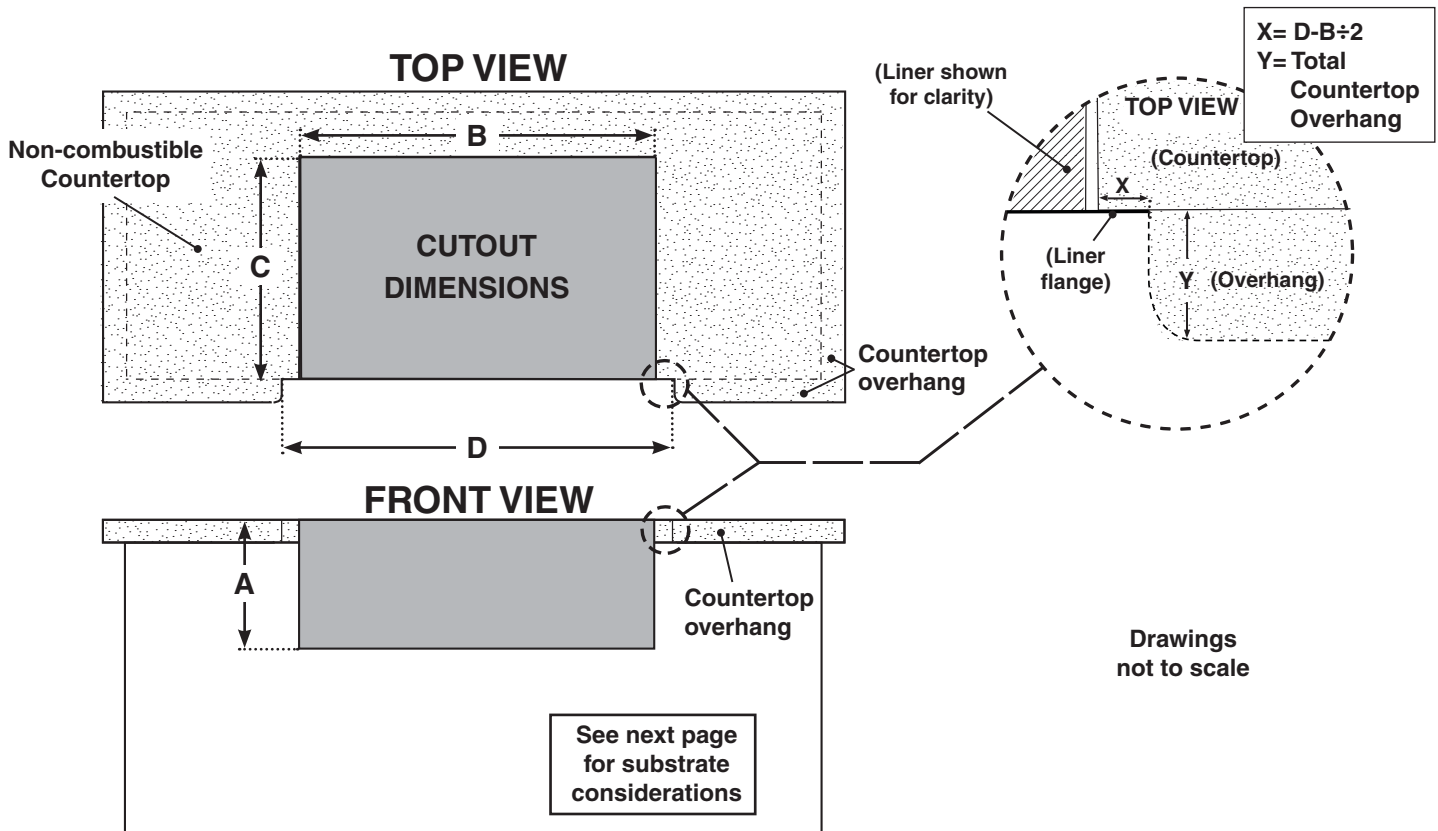 TOP VIEW
Non-combustible
Countertop
B
C
CUTOUT
DIMENSIONS
Countertop
overhang
D
(Liner shown
for clarity)
X= D-B÷2
Y= Total
Countertop
Overhang
TOP VIEW
(Countertop)
X
(Liner
flange)
Y (Overhang)
FRONT VIEW
A
Countertop
overhang
Drawings
not to scale
See next page
for substrate
considerations